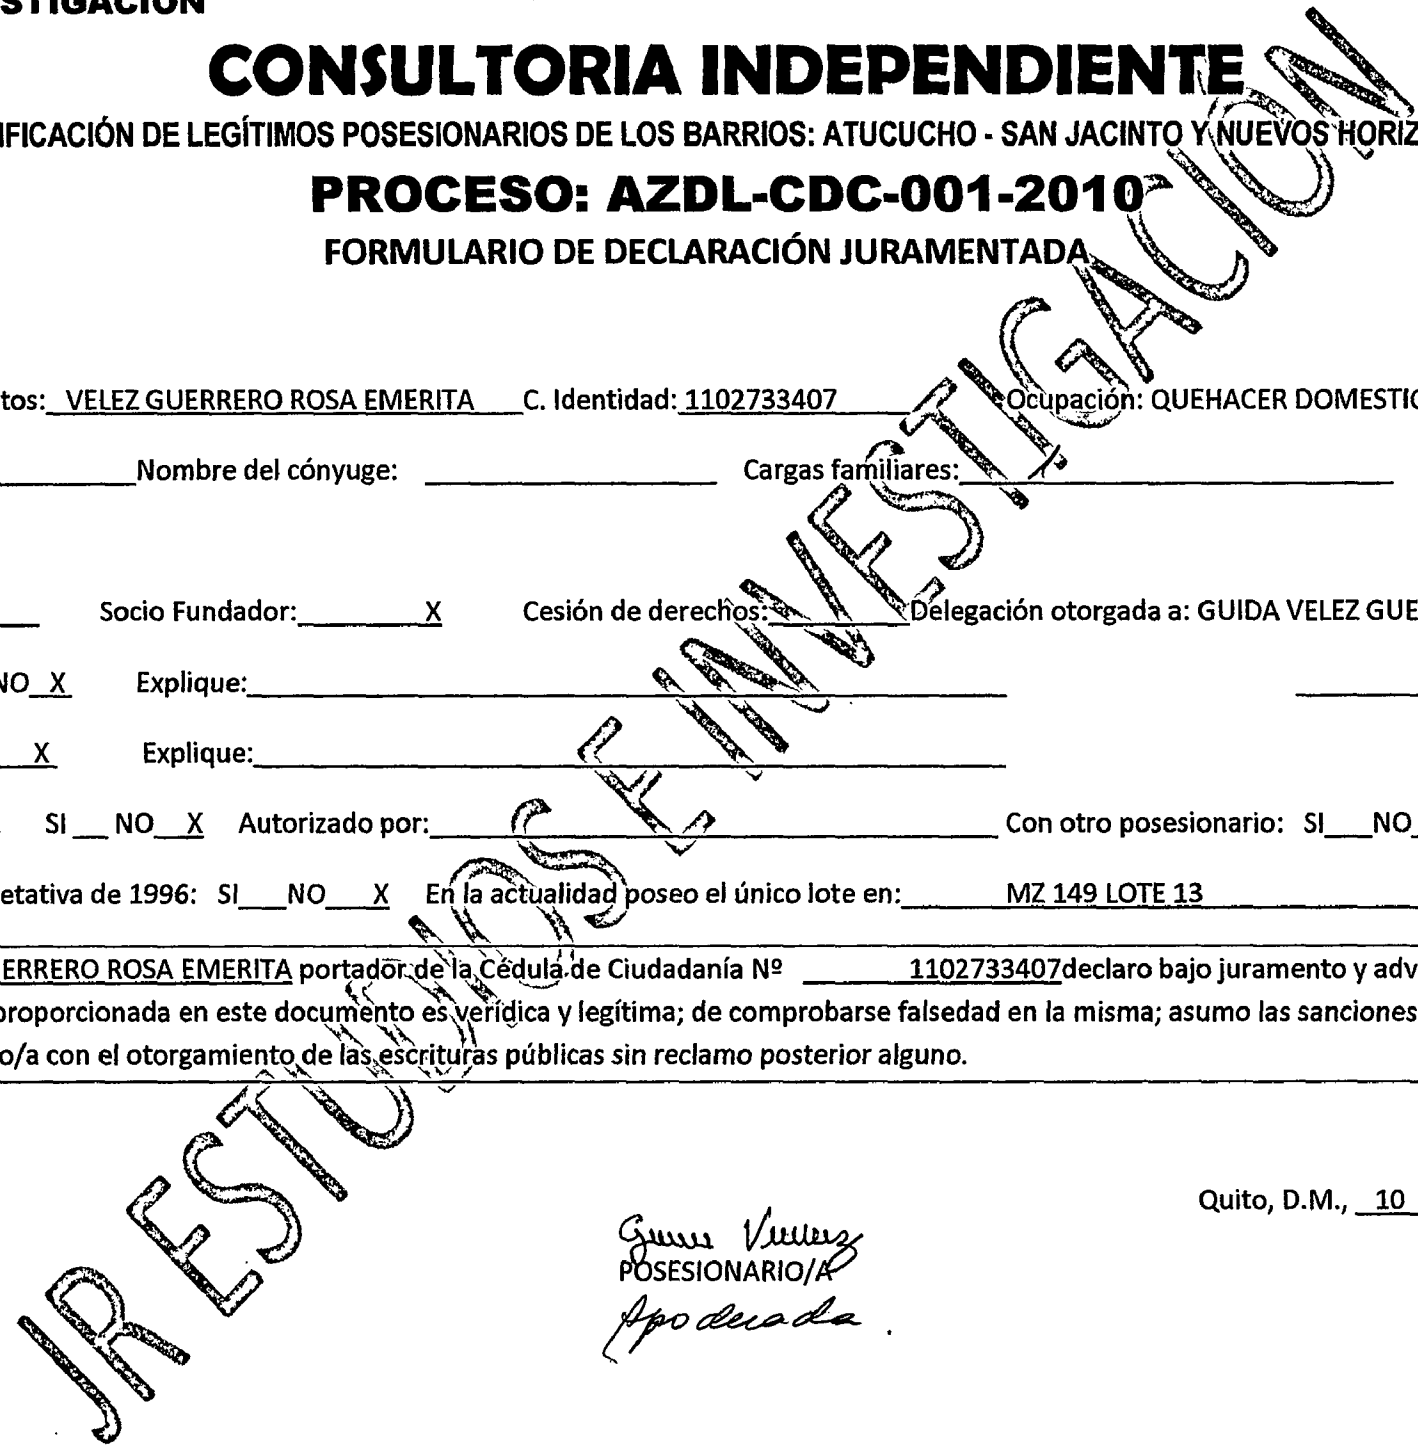 STIGACION
CONSULTORIA INDEPENDIENTE
IFICACIÓN DE LEGÍTIMOS POSESIONARIOS DE LOS BARRIOS: ATUCUCHO - SAN JACINTO Y NUEVOS HORIZ
PROCESO: AZDL-CDC-001-2010
FORMULARIO DE DECLARACIÓN JURAMENTADA
tos: VELEZ GUERRERO ROSA EMERITA C. Identidad: 1102733407 Ocupación: QUEHACER DOMESTIC
Nombre del cónyuge: Cargas familiares:
Socio Fundador: X Cesión de derechos: Delegación otorgada a: GUIDA VELEZ GUE
NO X Explique:
X Explique:
SI NO X Autorizado por: Con otro posesionario: SI NO
etativa de 1996: SI NO X En la actualidad poseo el único lote en: MZ 149 LOTE 13
ERRERO ROSA EMERITA portador de la Cédula de Ciudadanía Nº 1102733407declaro bajo juramento y adv
proporcionada en este documento es verídica y legítima; de comprobarse falsedad en la misma; asumo las sanciones
o/a con el otorgamiento de las escrituras públicas sin reclamo posterior alguno.
Quito, D.M., 10
POSESIONARIO/A
Apoderada.
JR ESTUDIOS E INVESTIGACION